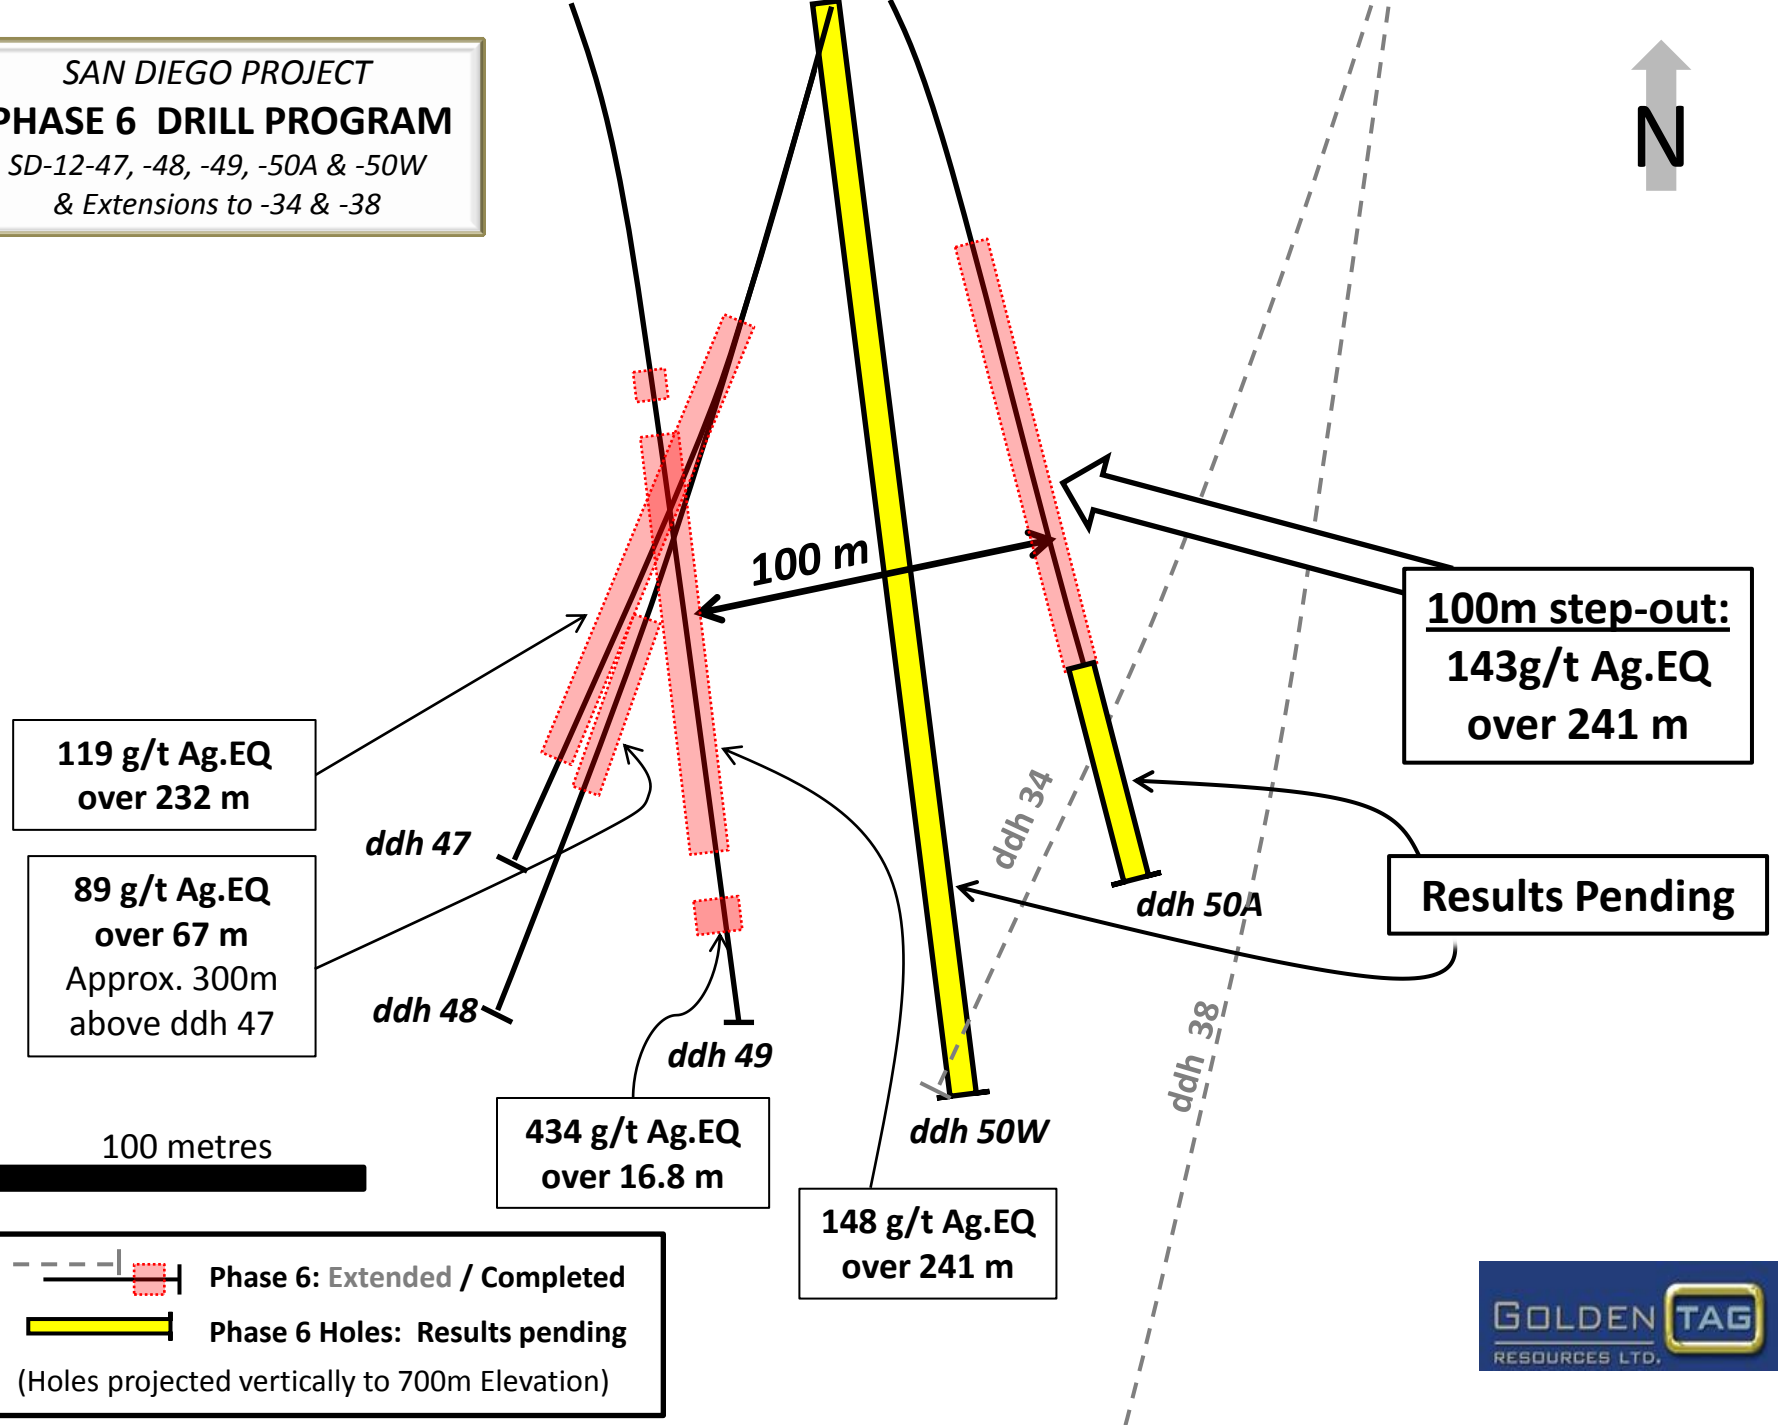 SAN DIEGO PROJECT
PHASE 6 DRILL PROGRAM
SD-12-47, -48, -49, -50A & -50W
& Extensions to -34 & -38
N
100 m
100m step-out:
143g/t Ag.EQ
over 241 m
119 g/t Ag.EQ
over 232 m
89 g/t Ag.EQ
over 67 m
Approx. 300m
above ddh 47
ddh 47
ddh 48
ddh 49
ddh 34
ddh 50A
Results Pending
ddh 38
ddh 50W
434 g/t Ag.EQ
over 16.8 m
148 g/t Ag.EQ
over 241 m
100 metres
Phase 6: Extended / Completed
Phase 6 Holes: Results pending
(Holes projected vertically to 700m Elevation)
GOLDEN TAG
RESOURCES LTD.